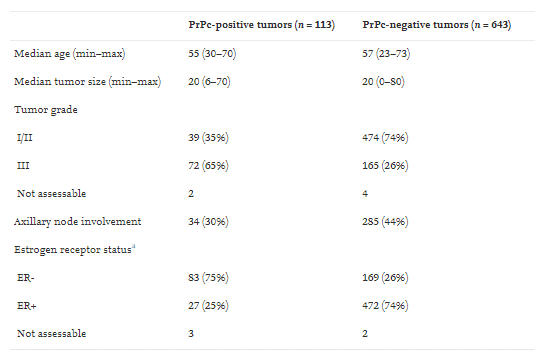 PrPc-positive tumors (n = 113) PrPc-negative tumors (n = 643)
Median age (min–max) 55 (30–70) 57 (23–73)
Median tumor size (min–max) 20 (6–70) 20 (0–80)
Tumor grade
I/II 39 (35%) 474 (74%)
III 72 (65%) 165 (26%)
Not assessable 2 4
Axillary node involvement 34 (30%) 285 (44%)
Estrogen receptor statusa
ER- 83 (75%) 169 (26%)
ER+ 27 (25%) 472 (74%)
Not assessable 3 2